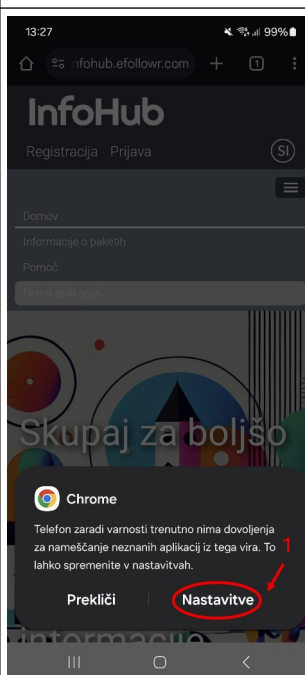 13:27
99%
nfohub.efollowr.com
1
InfoHub
Registracija Prijava
SI
Domov
Informacije o paketih
Pomoč
Demo aplikacija
Skupaj za boljšo
Chrome
Telefon zaradi varnosti trenutno nima dovoljenja
za nameščanje neznanih aplikacij iz tega vira. To
lahko spremenite v nastavitvah.
1
Prekliči
Nastavitve